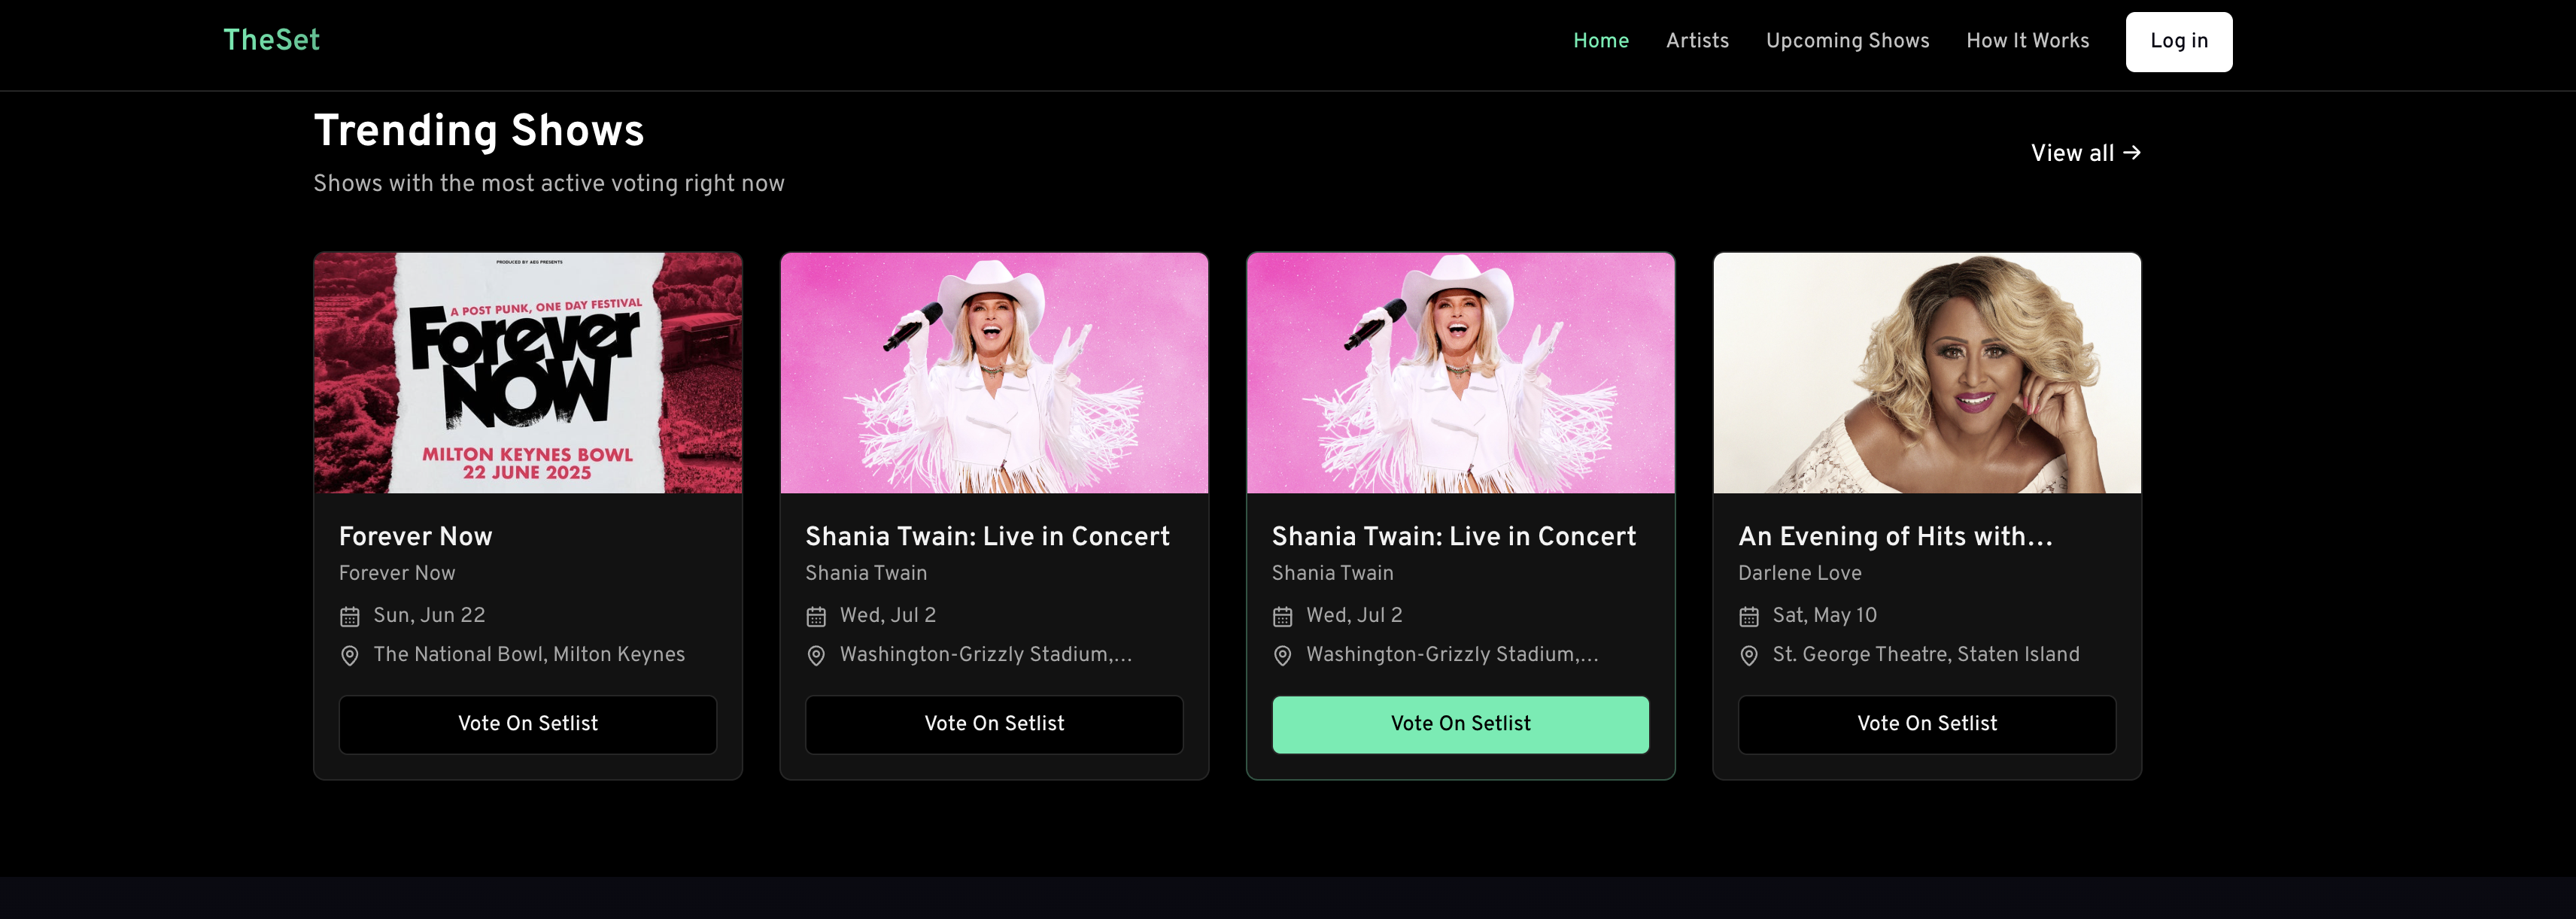 TheSet
Home
Artists
Upcoming Shows
How It Works
Log in
Trending Shows
View all →
Shows with the most active voting right now
PRODUCED BY AEG PRESENTS
A POST PUNK, ONE DAY FESTIVAL
Forever
NOW
MILTON KEYNES BOWL
22 JUNE 2025
Forever Now
Forever Now
Sun, Jun 22
The National Bowl, Milton Keynes
Vote On Setlist
Shania Twain: Live in Concert
Shania Twain
Wed, Jul 2
Washington-Grizzly Stadium,...
Vote On Setlist
Shania Twain: Live in Concert
Shania Twain
Wed, Jul 2
Washington-Grizzly Stadium,...
Vote On Setlist
An Evening of Hits with...
Darlene Love
Sat, May 10
St. George Theatre, Staten Island
Vote On Setlist